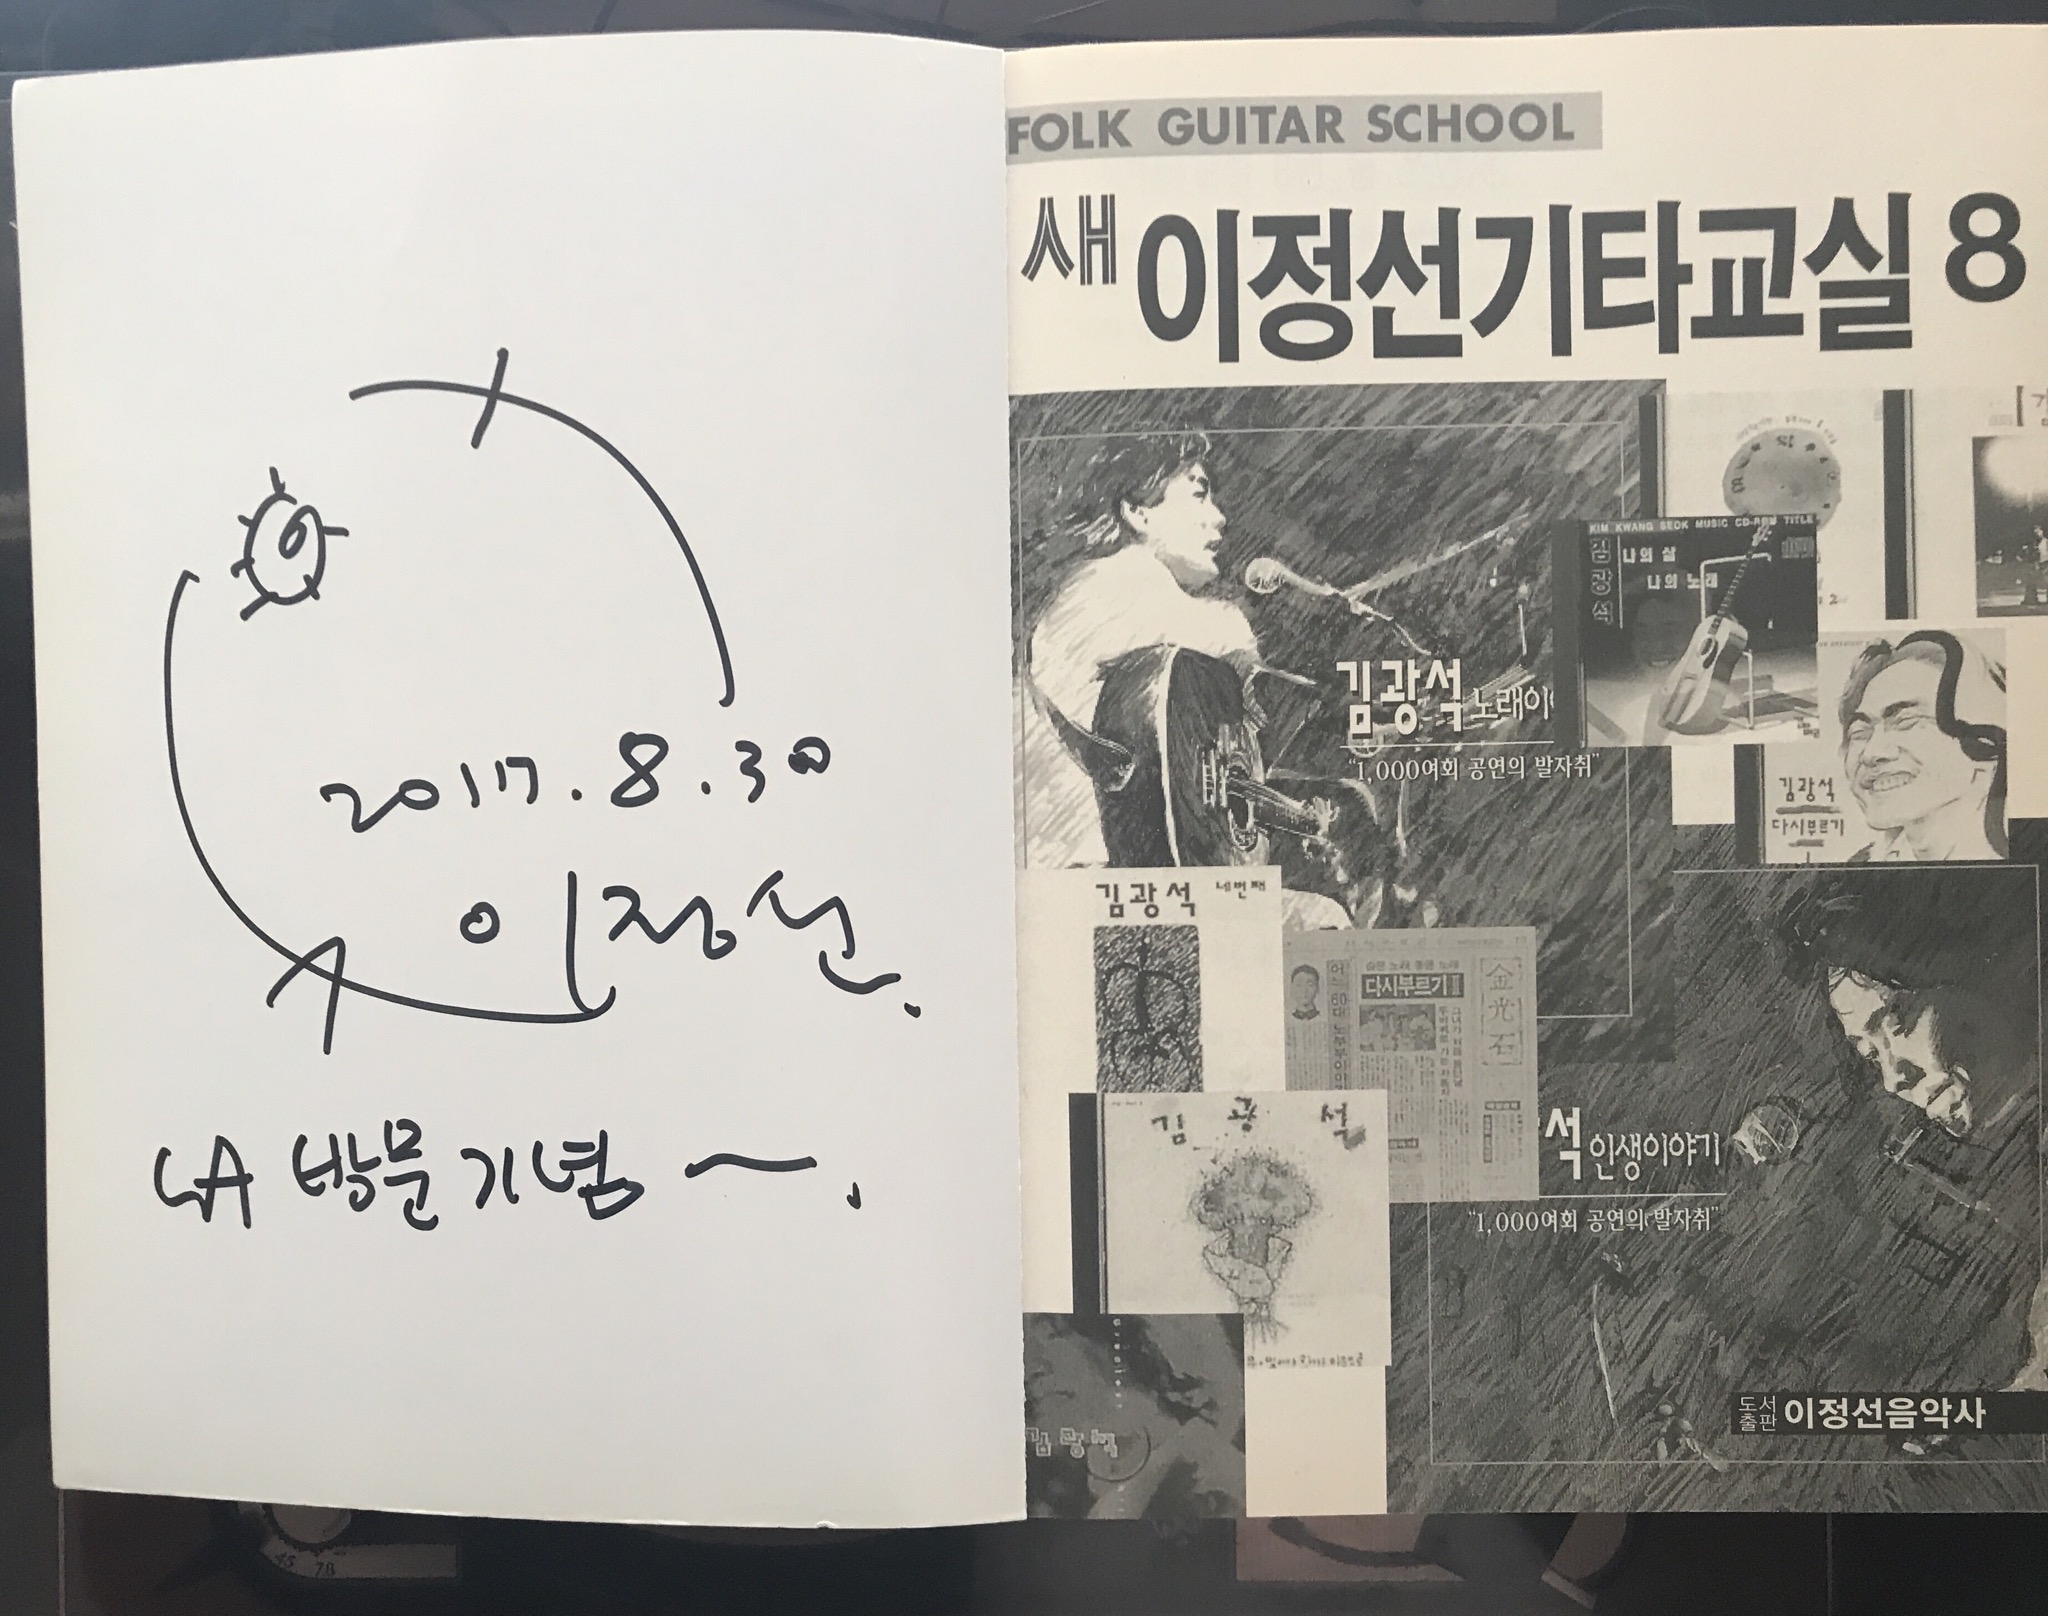 2017. 8. 30
이정선.
LA 방문 기념 ~.
FOLK GUITAR SCHOOL
새 이정선기타교실 8
KIM KWANG SEOK MUSIC CD-ROM TITLE
김광석
나의 삶
나의 노래
김광석 노래이
"1,000여회 공연의 발자취"
김광석
다시부르기
김광석 네번째
다시부르기 II
金光石
김 광 석
석 인생이야기
"1,000여회 공연의 발자취"
도서출판 이정선음악사